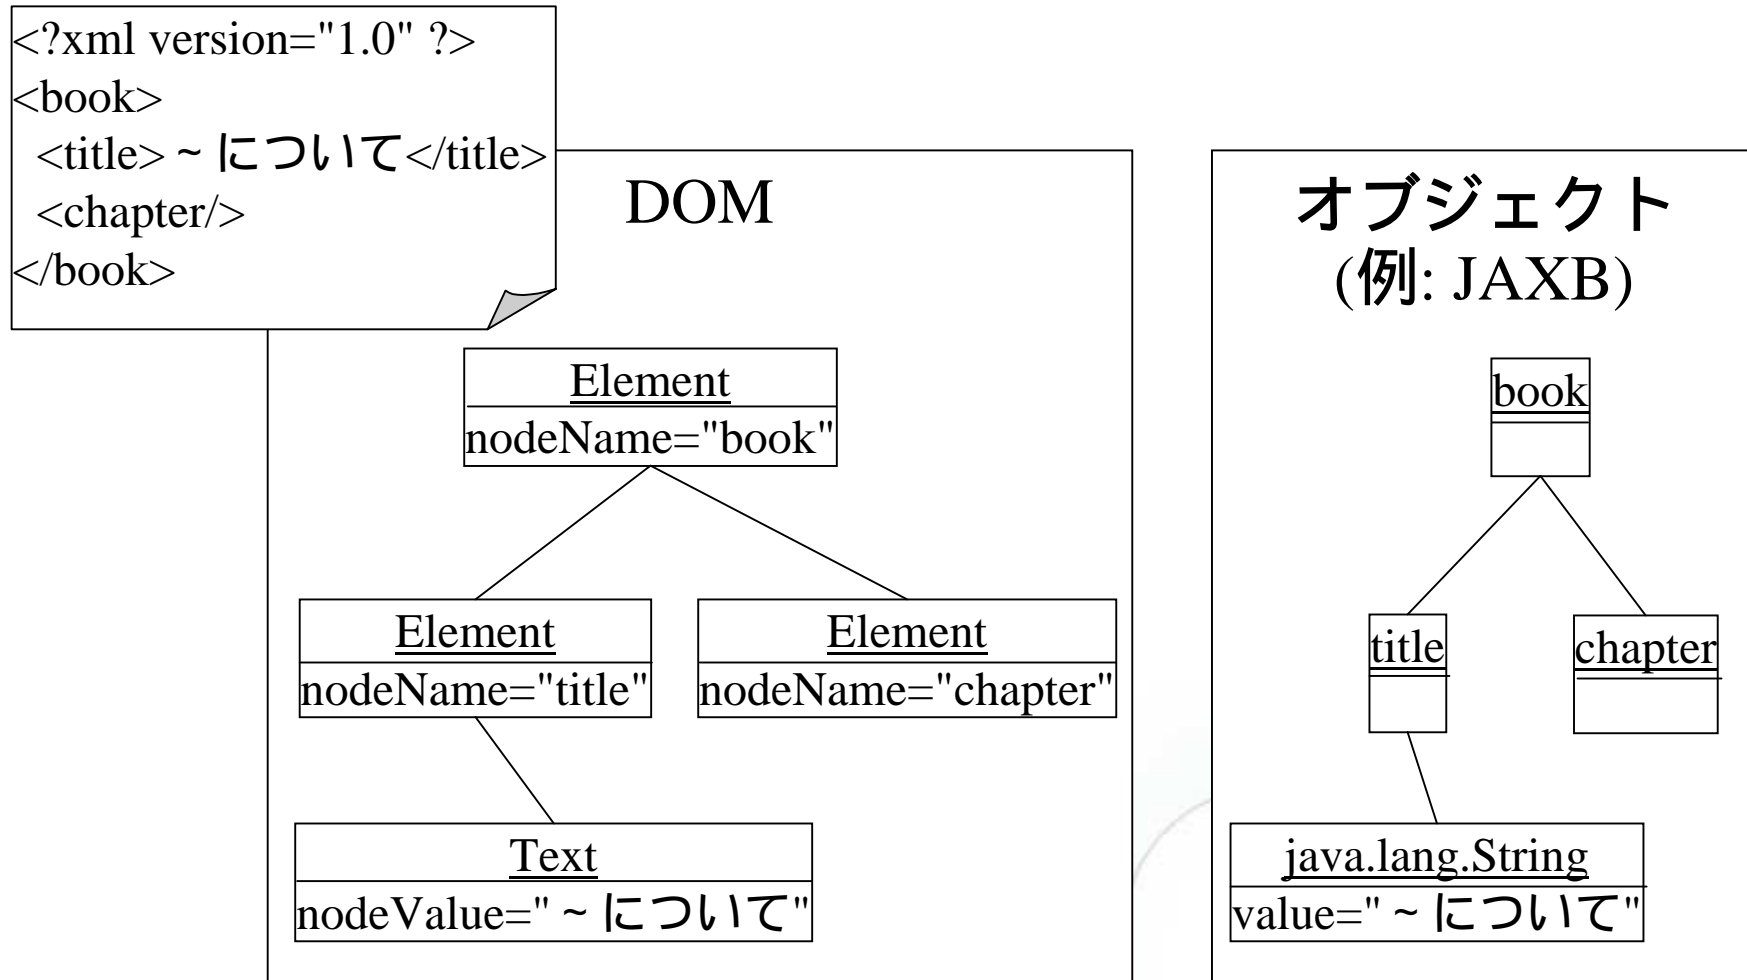 <?xml version="1.0" ?>
<book>
<title> ~ について</title>
<chapter/>
</book>
DOM
Element
nodeName="book"
Element
nodeName="title"
Element
nodeName="chapter"
Text
nodeValue=" ~ について"
オブジェクト
(例: JAXB)
book
title
chapter
java.lang.String
value=" ~ について"